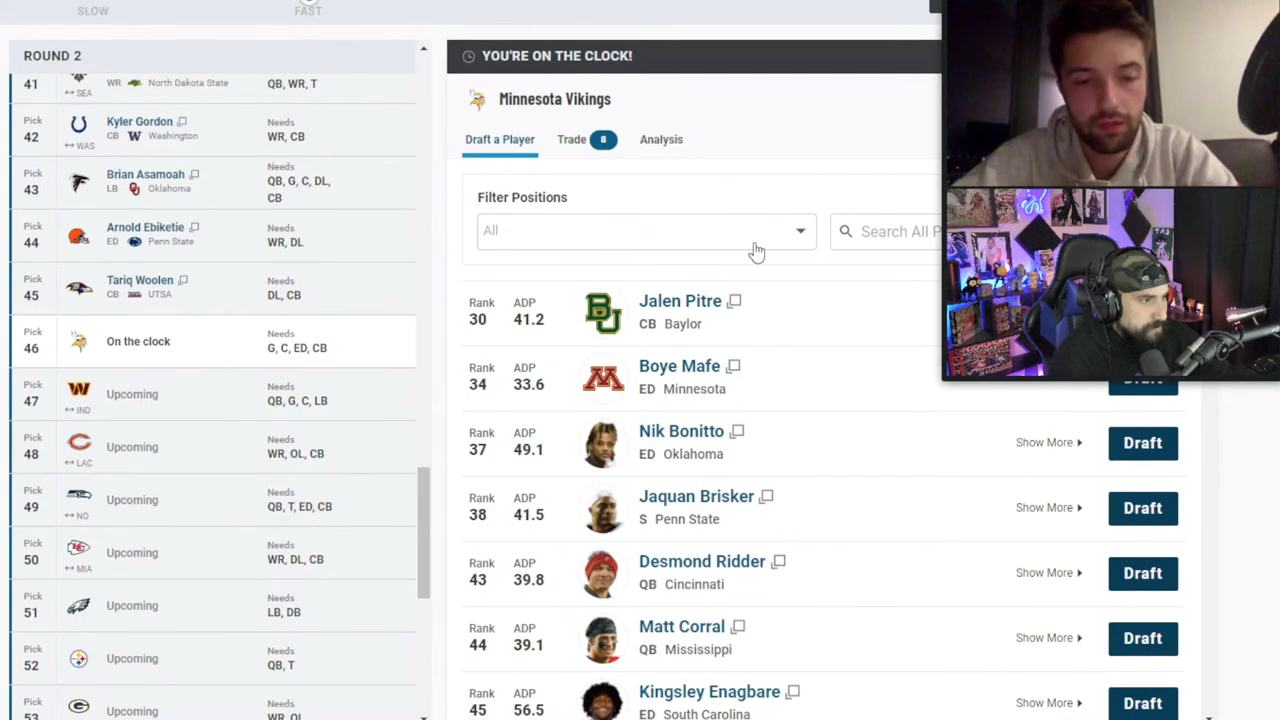 SLOW
FAST
ROUND 2
41
SEA
WR North Dakota State
QB, WR, T
Pick
42
WAS
Kyler Gordon
CB Washington
Needs
WR, CB
Pick
43
Brian Asamoah
LB Oklahoma
Needs
QB, G, C, DL,
CB
Pick
44
Arnold Ebiketie
ED Penn State
Needs
WR, DL
Pick
45
Tariq Woolen
CB UTSA
Needs
DL, CB
Pick
46
On the clock
Needs
G, C, ED, CB
Pick
47
IND
Upcoming
Needs
QB, G, C, LB
Pick
48
LAC
Upcoming
Needs
WR, OL, CB
Pick
49
NO
Upcoming
Needs
QB, T, ED, CB
Pick
50
MIA
Upcoming
Needs
WR, DL, CB
Pick
51
Upcoming
Needs
LB, DB
Pick
52
Upcoming
Needs
QB, T
Pick
53
Upcoming
Needs
WR, OL
YOU'RE ON THE CLOCK!
Minnesota Vikings
Draft a Player
Trade 8
Analysis
Filter Positions
All
Search All P
Rank
30
ADP
41.2
Jalen Pitre
CB Baylor
Rank
34
ADP
33.6
Boye Mafe
ED Minnesota
Draft
Rank
37
ADP
49.1
Nik Bonitto
ED Oklahoma
Show More
Draft
Rank
38
ADP
41.5
Jaquan Brisker
S Penn State
Show More
Draft
Rank
43
ADP
39.8
Desmond Ridder
QB Cincinnati
Show More
Draft
Rank
44
ADP
39.1
Matt Corral
QB Mississippi
Show More
Draft
Rank
45
ADP
56.5
Kingsley Enagbare
ED South Carolina
Show More
Draft